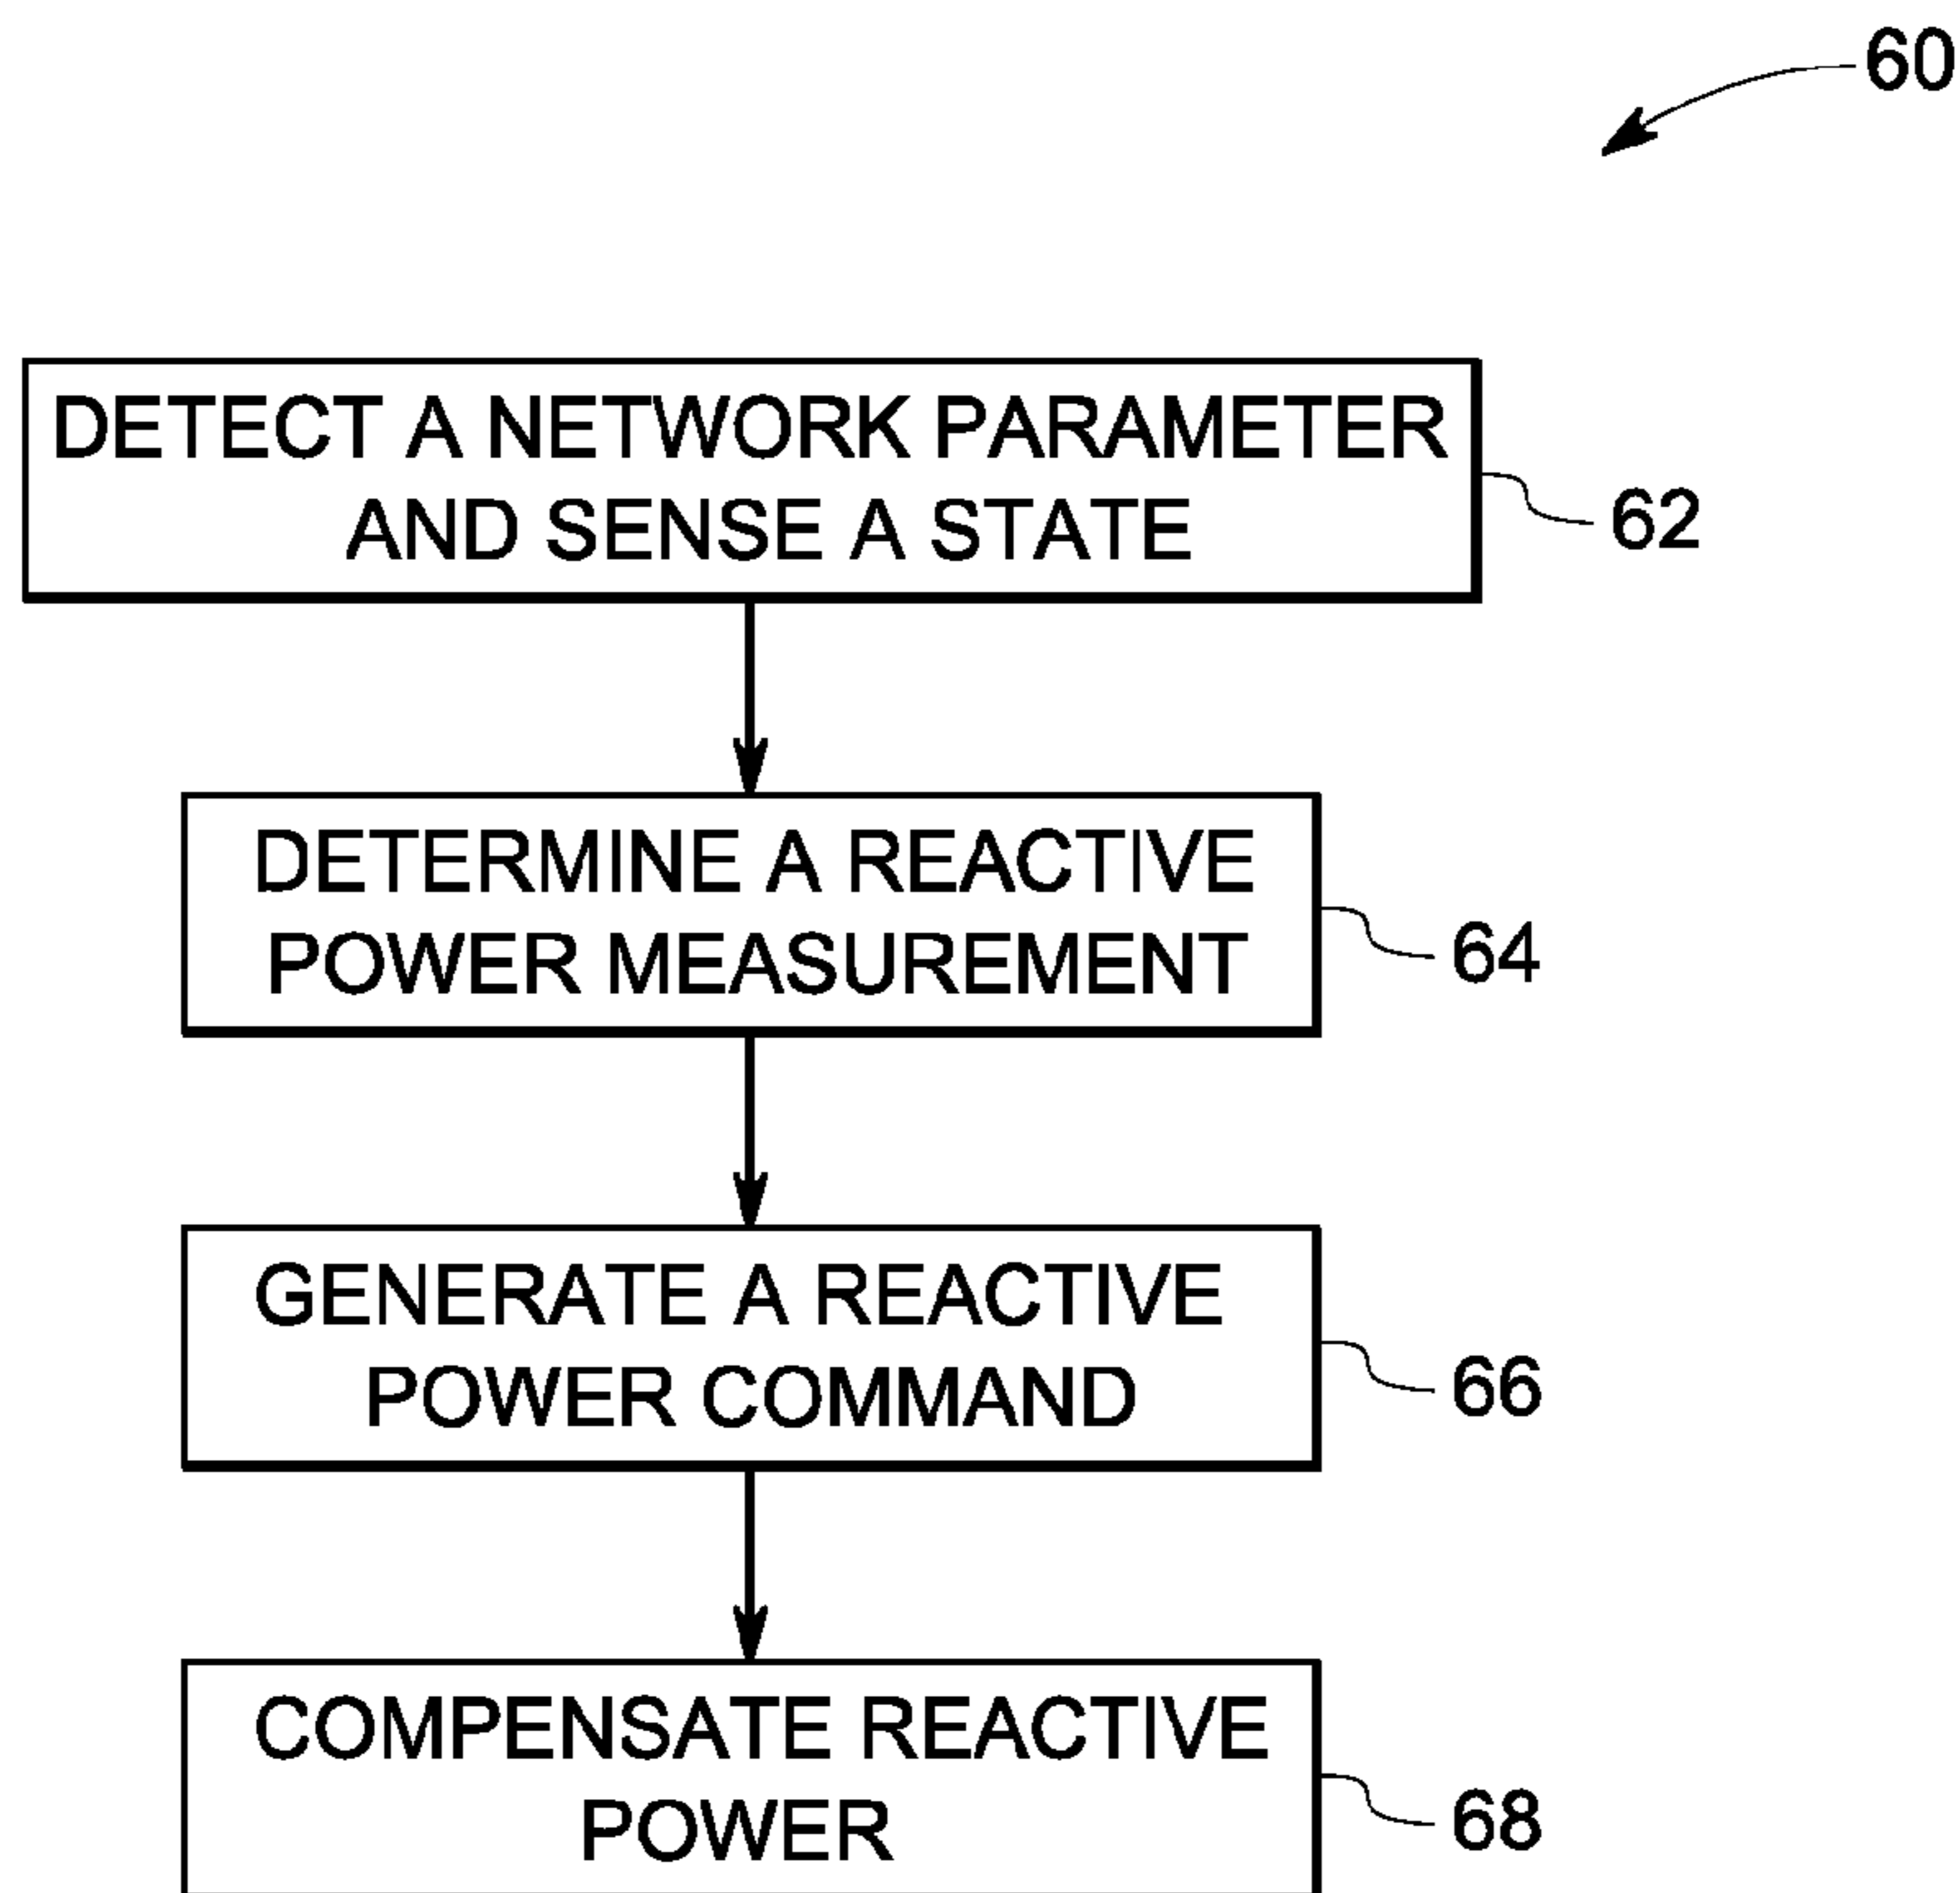 60
DETECT A NETWORK PARAMETER
AND SENSE A STATE
62
DETERMINE A REACTIVE
POWER MEASUREMENT
64
GENERATE A REACTIVE
POWER COMMAND
66
COMPENSATE REACTIVE
POWER
68